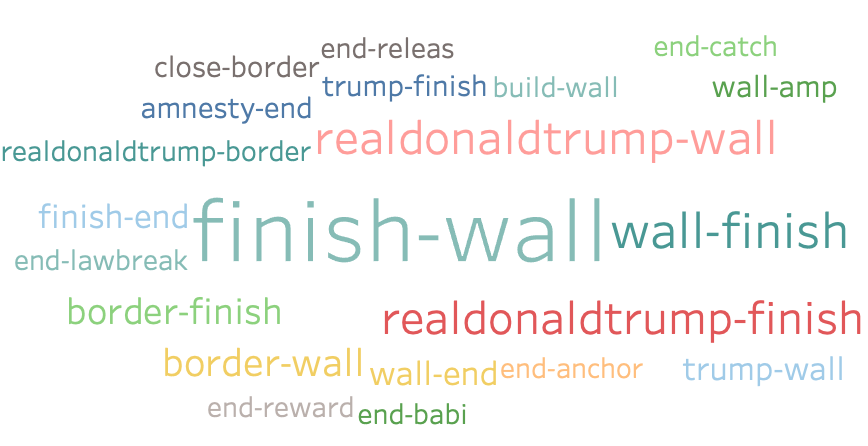 end-releas
end-catch
close-border
trump-finish
build-wall
wall-amp
amnesty-end
realdonaldtrump-wall
realdonaldtrump-border
finish-end
finish-wall
wall-finish
end-lawbreak
border-finish
realdonaldtrump-finish
border-wall
wall-end
end-anchor
trump-wall
end-reward
end-babi